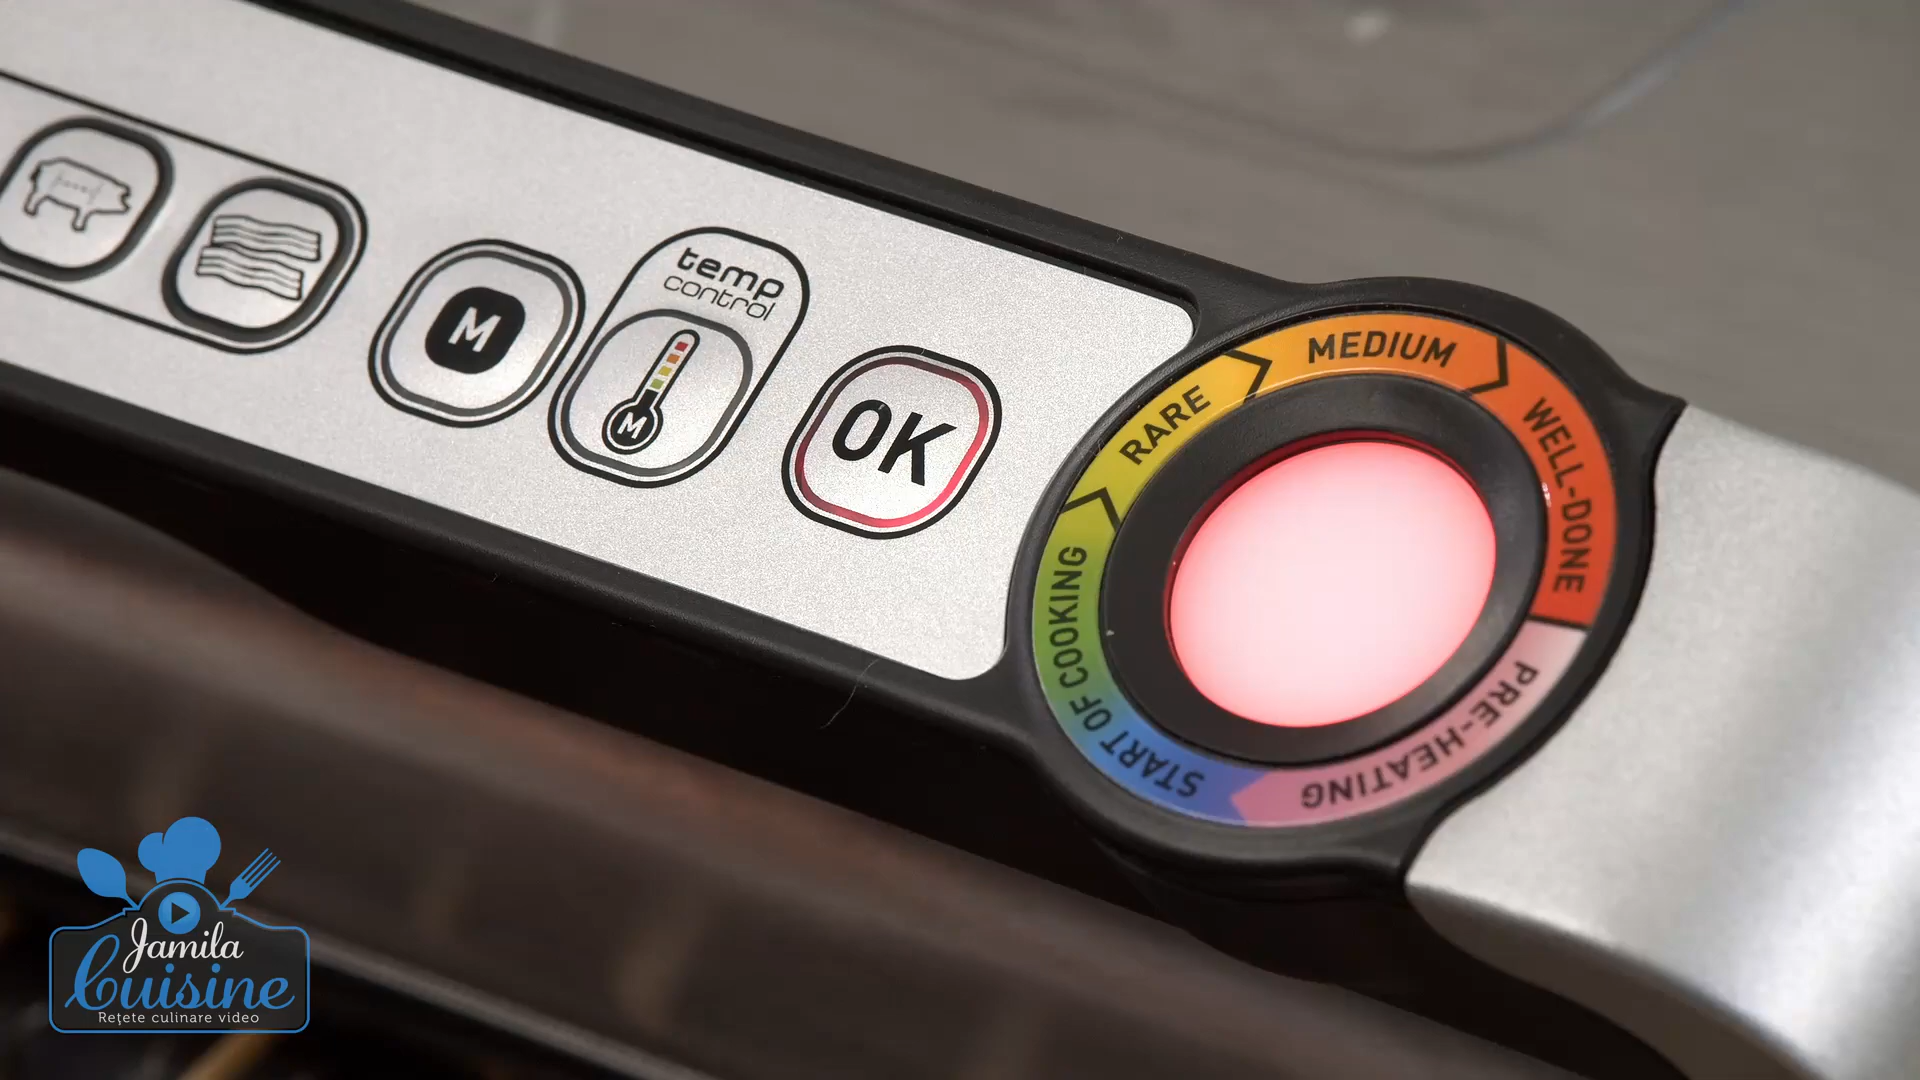 M
temp
control
M
OK
START OF COOKING
RARE
MEDIUM
WELL-DONE
PRE-HEATING
Jamila
Cuisine
Rețete culinare video